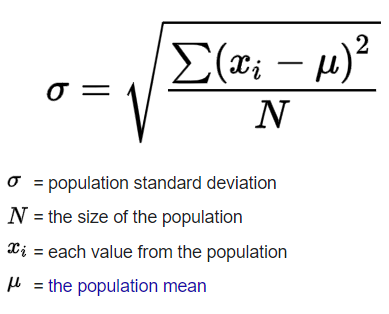 σ = √(∑(xᵢ − μ)² / N)
σ = population standard deviation
N = the size of the population
xᵢ = each value from the population
μ = the population mean